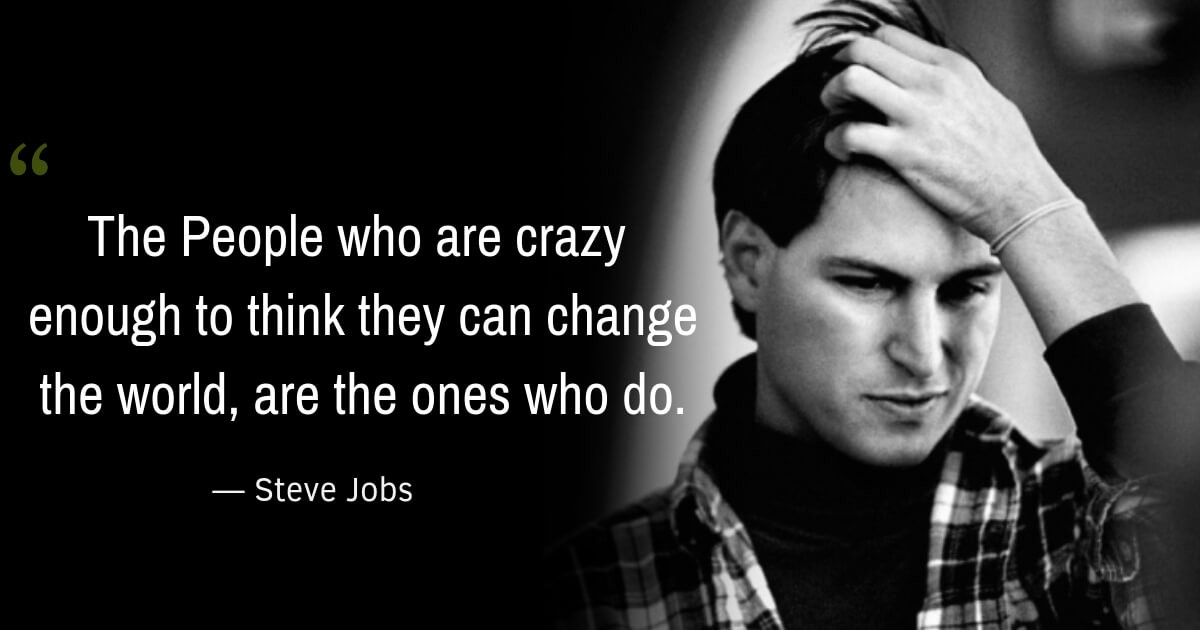 “
The People who are crazy
enough to think they can change
the world, are the ones who do.
— Steve Jobs